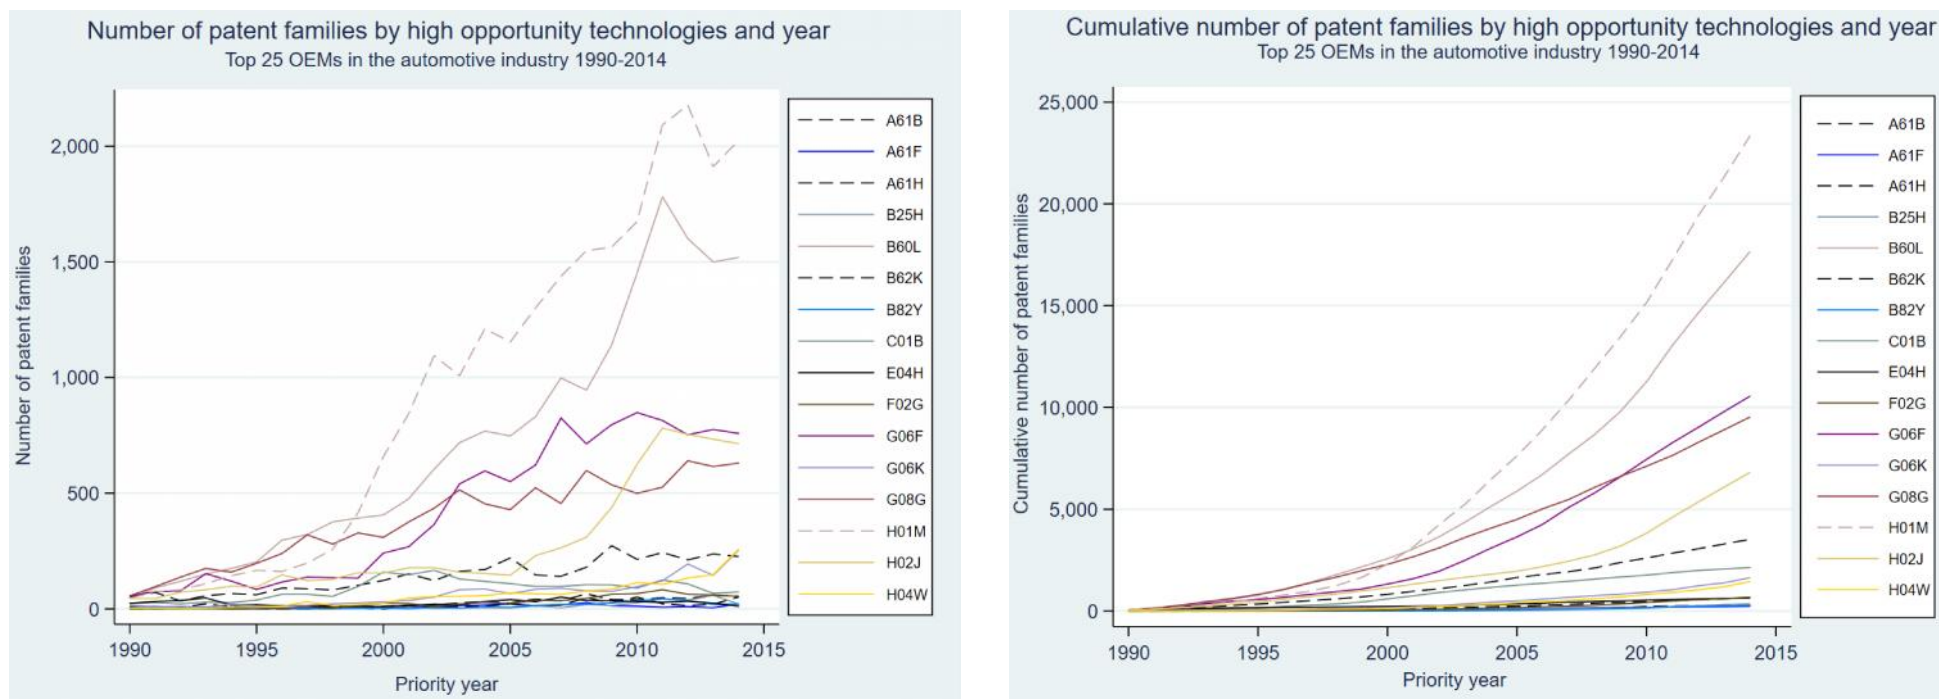 Number of patent families by high opportunity technologies and year
Top 25 OEMs in the automotive industry 1990-2014
Number of patent families
2,000
1,500
1,000
500
0
1990
1995
2000
2005
2010
2015
Priority year
A61B
A61F
A61H
B25H
B60L
B62K
B82Y
C01B
E04H
F02G
G06F
G06K
G08G
H01M
H02J
H04W
Cumulative number of patent families by high opportunity technologies and year
Top 25 OEMs in the automotive industry 1990-2014
Cumulative number of patent families
25,000
20,000
15,000
10,000
5,000
0
1990
1995
2000
2005
2010
2015
Priority year
A61B
A61F
A61H
B25H
B60L
B62K
B82Y
C01B
E04H
F02G
G06F
G06K
G08G
H01M
H02J
H04W